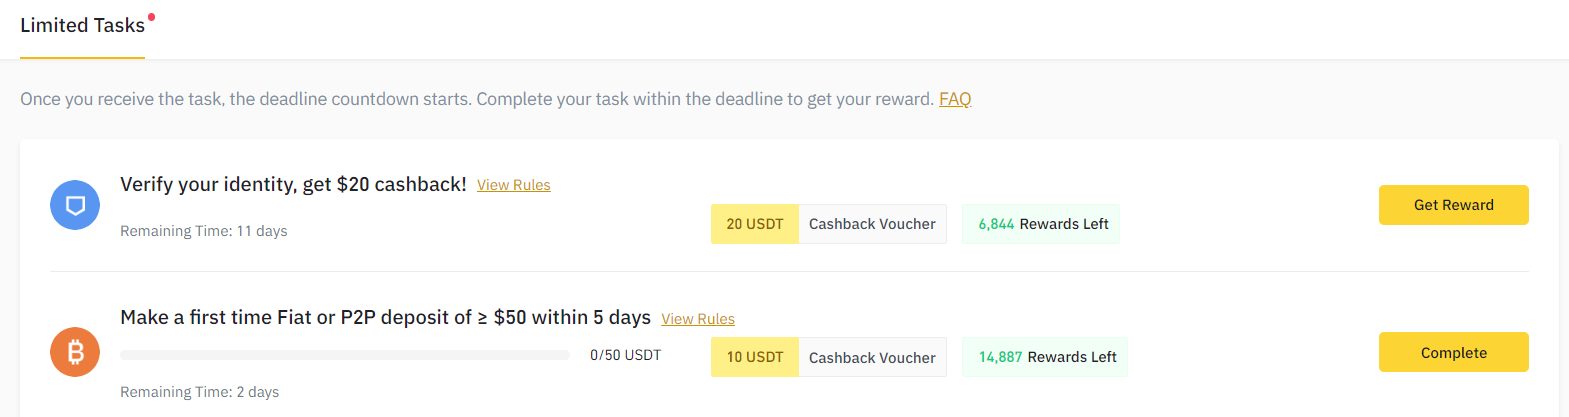 Limited Tasks
Once you receive the task, the deadline countdown starts. Complete your task within the deadline to get your reward. FAQ
Verify your identity, get $20 cashback! View Rules
20 USDT Cashback Voucher 6,844 Rewards Left Get Reward
Remaining Time: 11 days
Make a first time Fiat or P2P deposit of ≥ $50 within 5 days View Rules
0/50 USDT 10 USDT Cashback Voucher 14,887 Rewards Left Complete
Remaining Time: 2 days